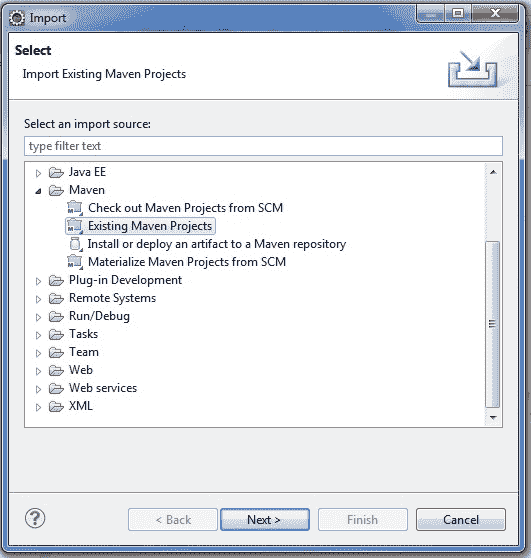 Import
Select
Import Existing Maven Projects
Select an import source:
type filter text
Java EE
Maven
Check out Maven Projects from SCM
Existing Maven Projects
Install or deploy an artifact to a Maven repository
Materialize Maven Projects from SCM
Plug-in Development
Remote Systems
Run/Debug
Tasks
Team
Web
Web services
XML
? < Back Next > Finish Cancel